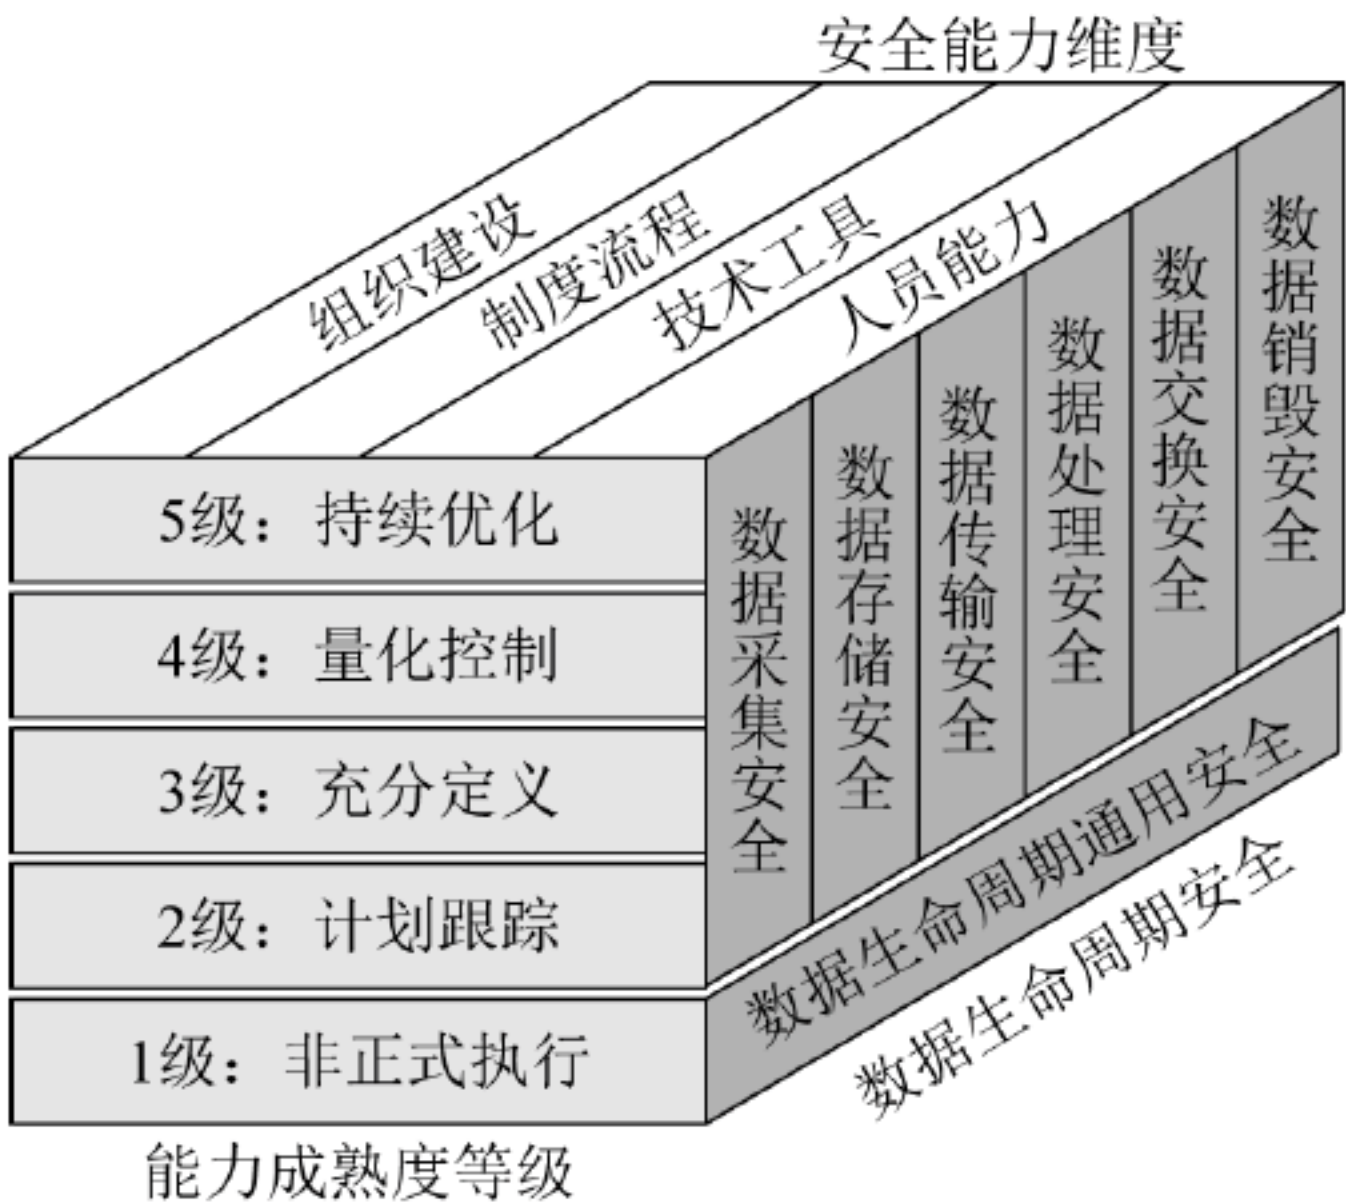 安全能力维度
组织建设
制度流程
技术工具
人员能力
5级：持续优化
4级：量化控制
3级：充分定义
2级：计划跟踪
1级：非正式执行
能力成熟度等级
数据采集安全
数据存储安全
数据传输安全
数据处理安全
数据交换安全
数据销毁安全
数据生命周期通用安全
数据生命周期安全